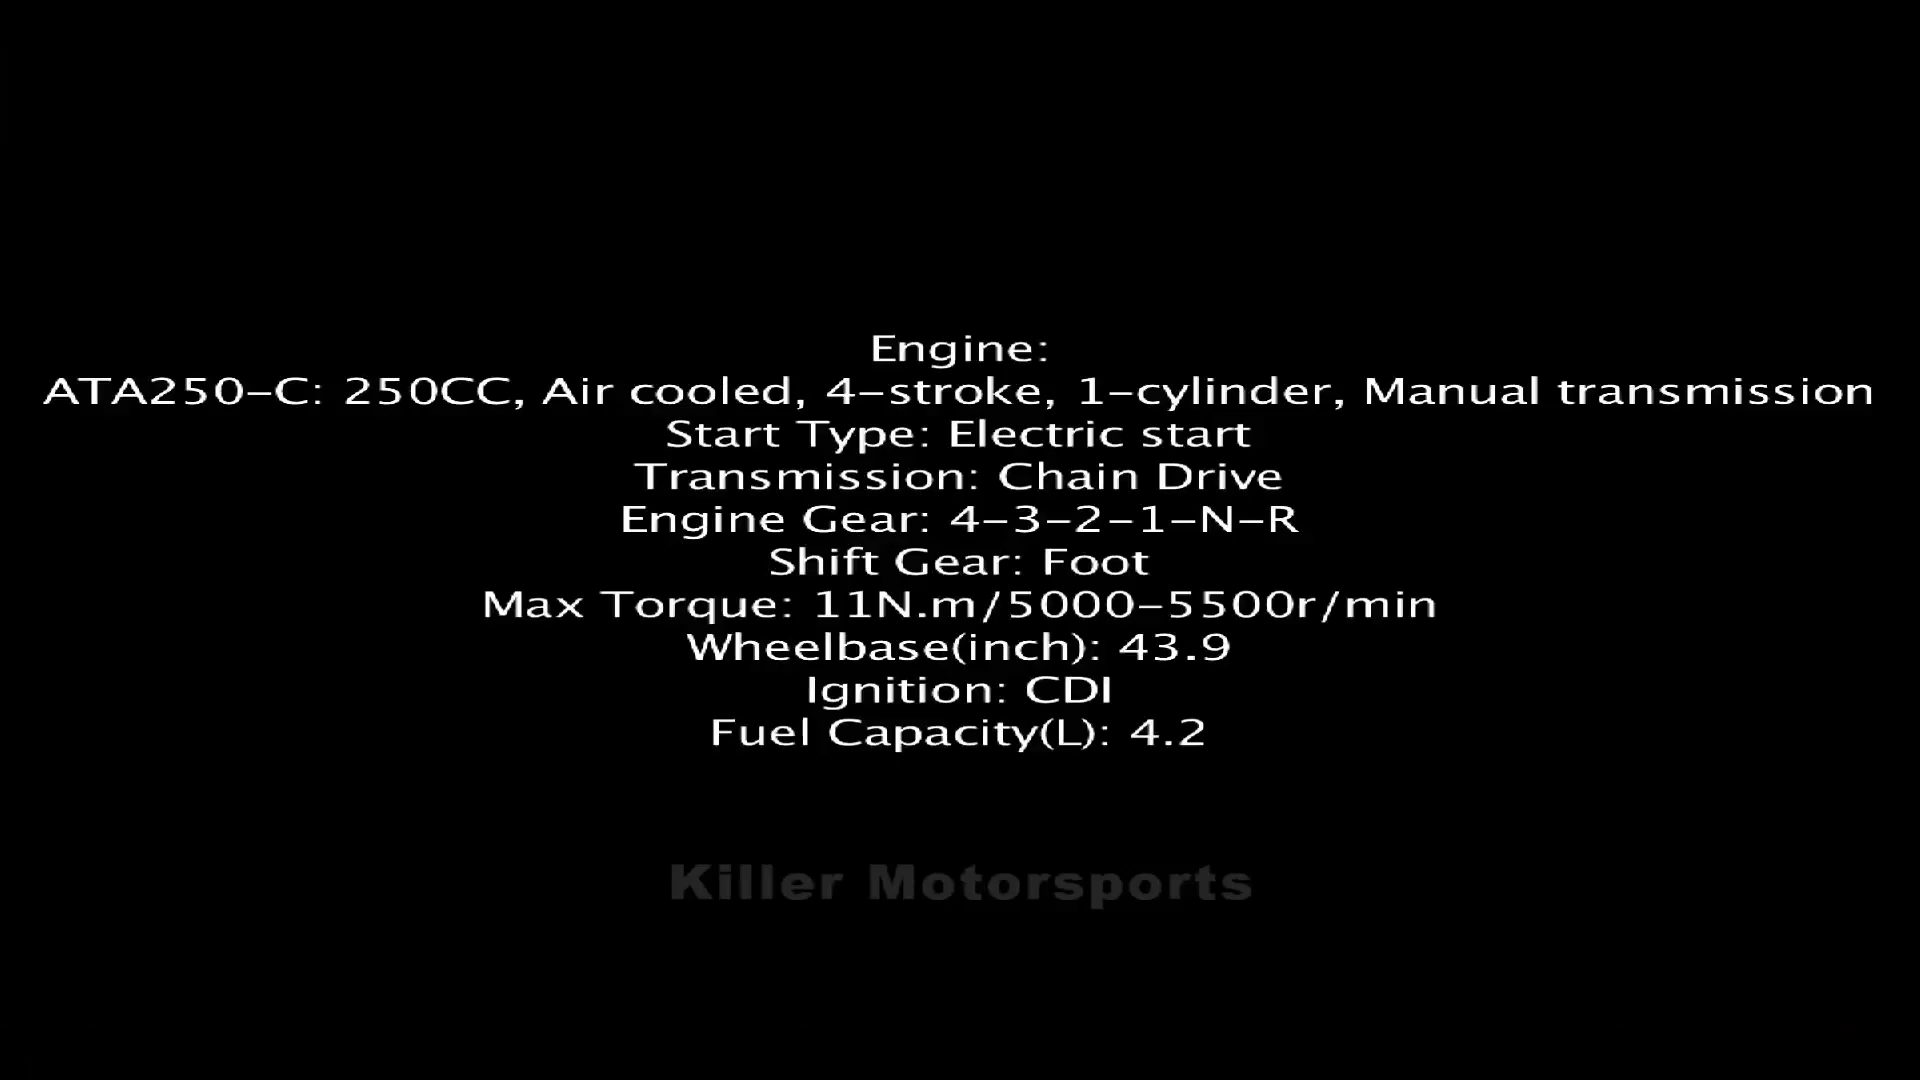 Engine:
ATA250-C: 250CC, Air cooled, 4-stroke, 1-cylinder, Manual transmission
Start Type: Electric start
Transmission: Chain Drive
Engine Gear: 4-3-2-1-N-R
Shift Gear: Foot
Max Torque: 11N.m/5000-5500r/min
Wheelbase(inch): 43.9
Ignition: CDI
Fuel Capacity(L): 4.2
Killer Motorsports